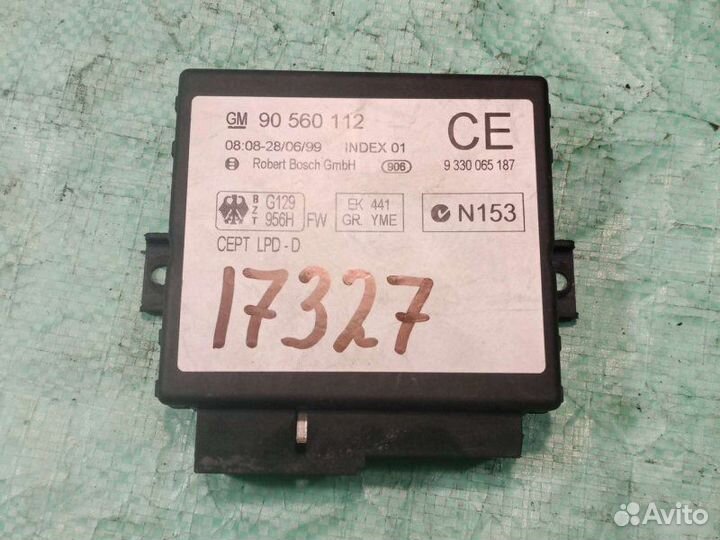 GM 90 560 112
CE
08:08-28/06/99 INDEX 01
Robert Bosch GmbH 906 9 330 065 187
BZT G129 956H FW
EK 441
GR. YME
N153
CEPT LPD - D
17327
Avito